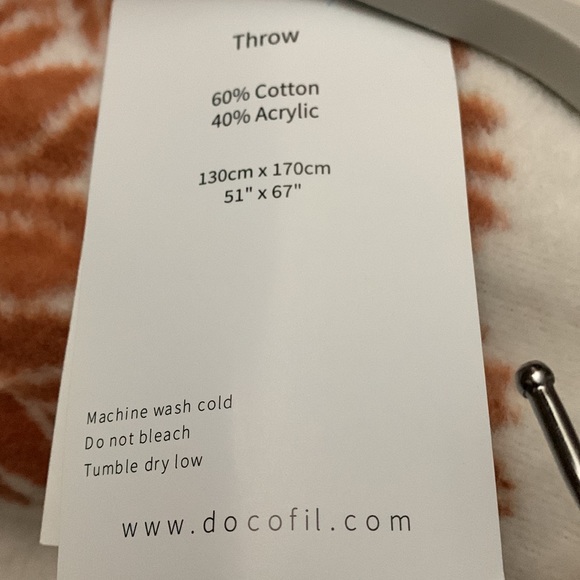 Throw
60% Cotton
40% Acrylic
130cm x 170cm
51" x 67"
Machine wash cold
Do not bleach
Tumble dry low
www.docofil.com